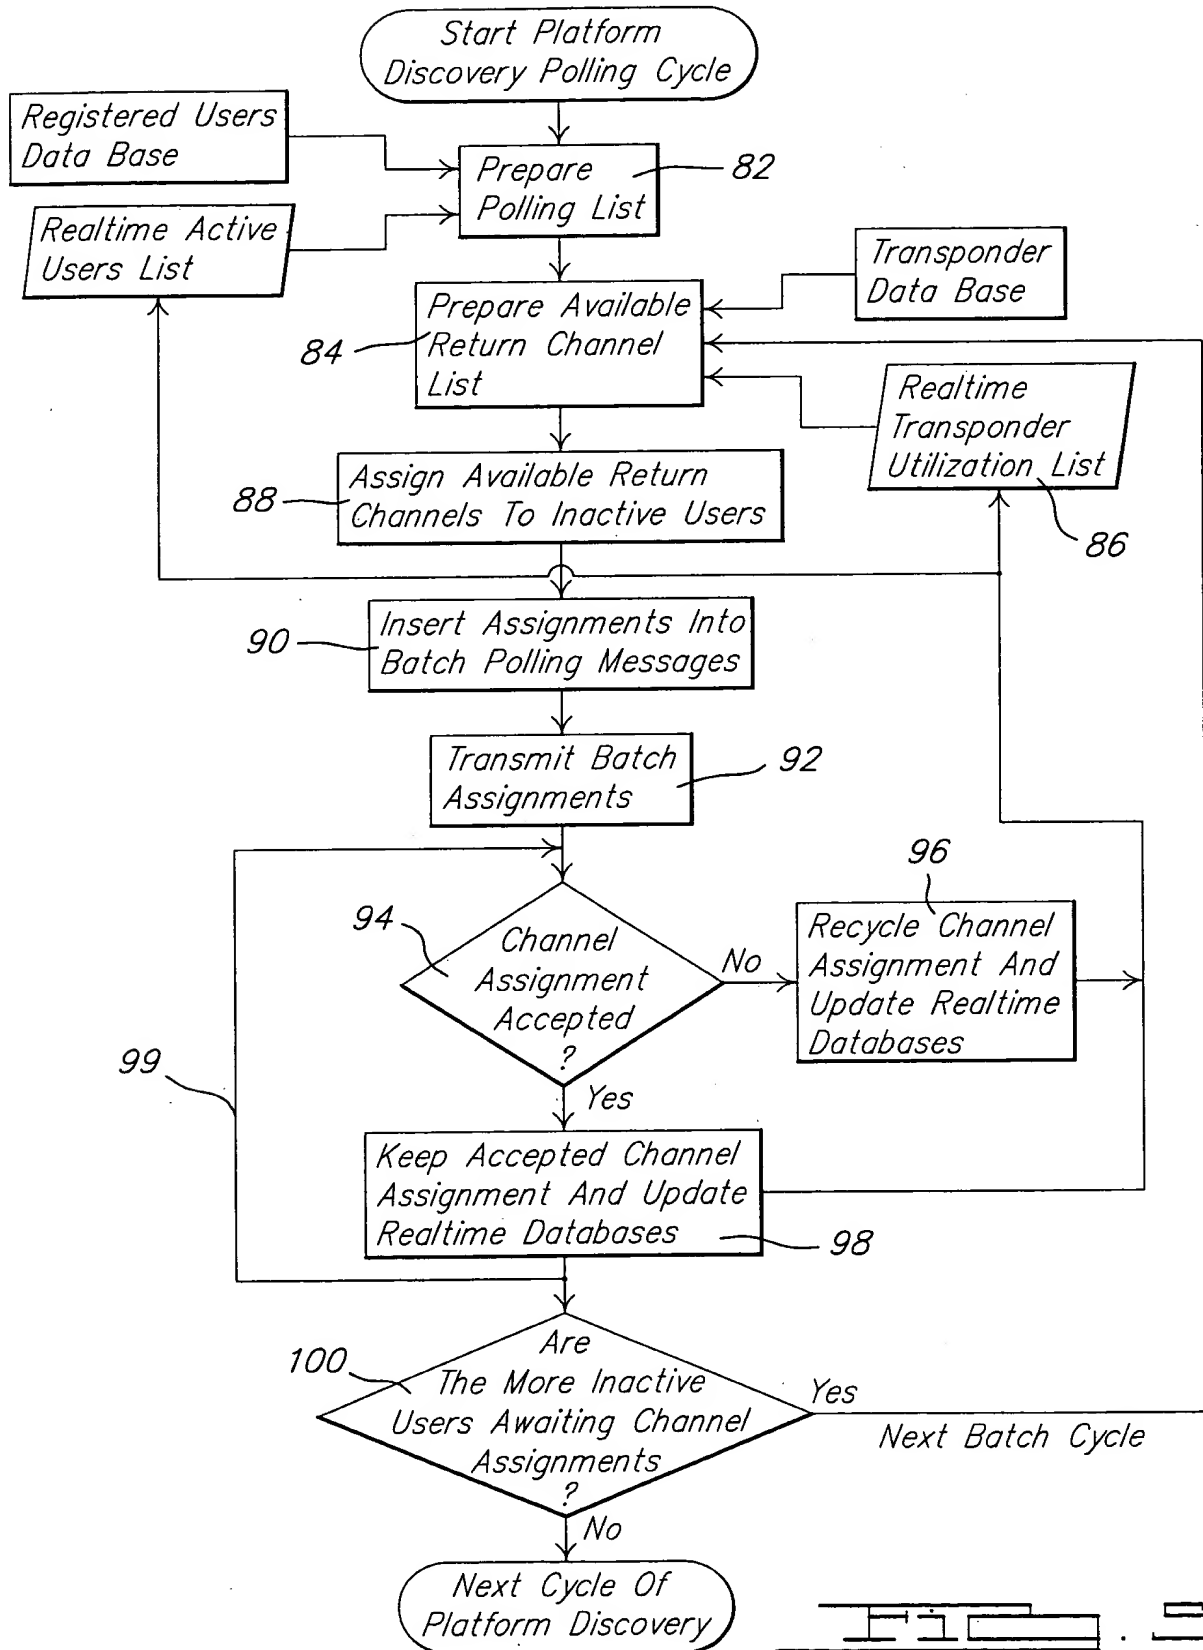 Start Platform
Discovery Polling Cycle
Registered Users
Data Base
Prepare
Polling List
82
Realtime Active
Users List
Transponder
Data Base
Prepare Available
Return Channel
List
84
Realtime
Transponder
Utilization List
86
Assign Available Return
Channels To Inactive Users
88
Insert Assignments Into
Batch Polling Messages
90
Transmit Batch
Assignments
92
94
Channel
Assignment
Accepted
?
No
96
Recycle Channel
Assignment And
Update Realtime
Databases
99
Yes
Keep Accepted Channel
Assignment And Update
Realtime Databases
98
100
Are
The More Inactive
Users Awaiting Channel
Assignments
?
Yes
Next Batch Cycle
No
Next Cycle Of
Platform Discovery